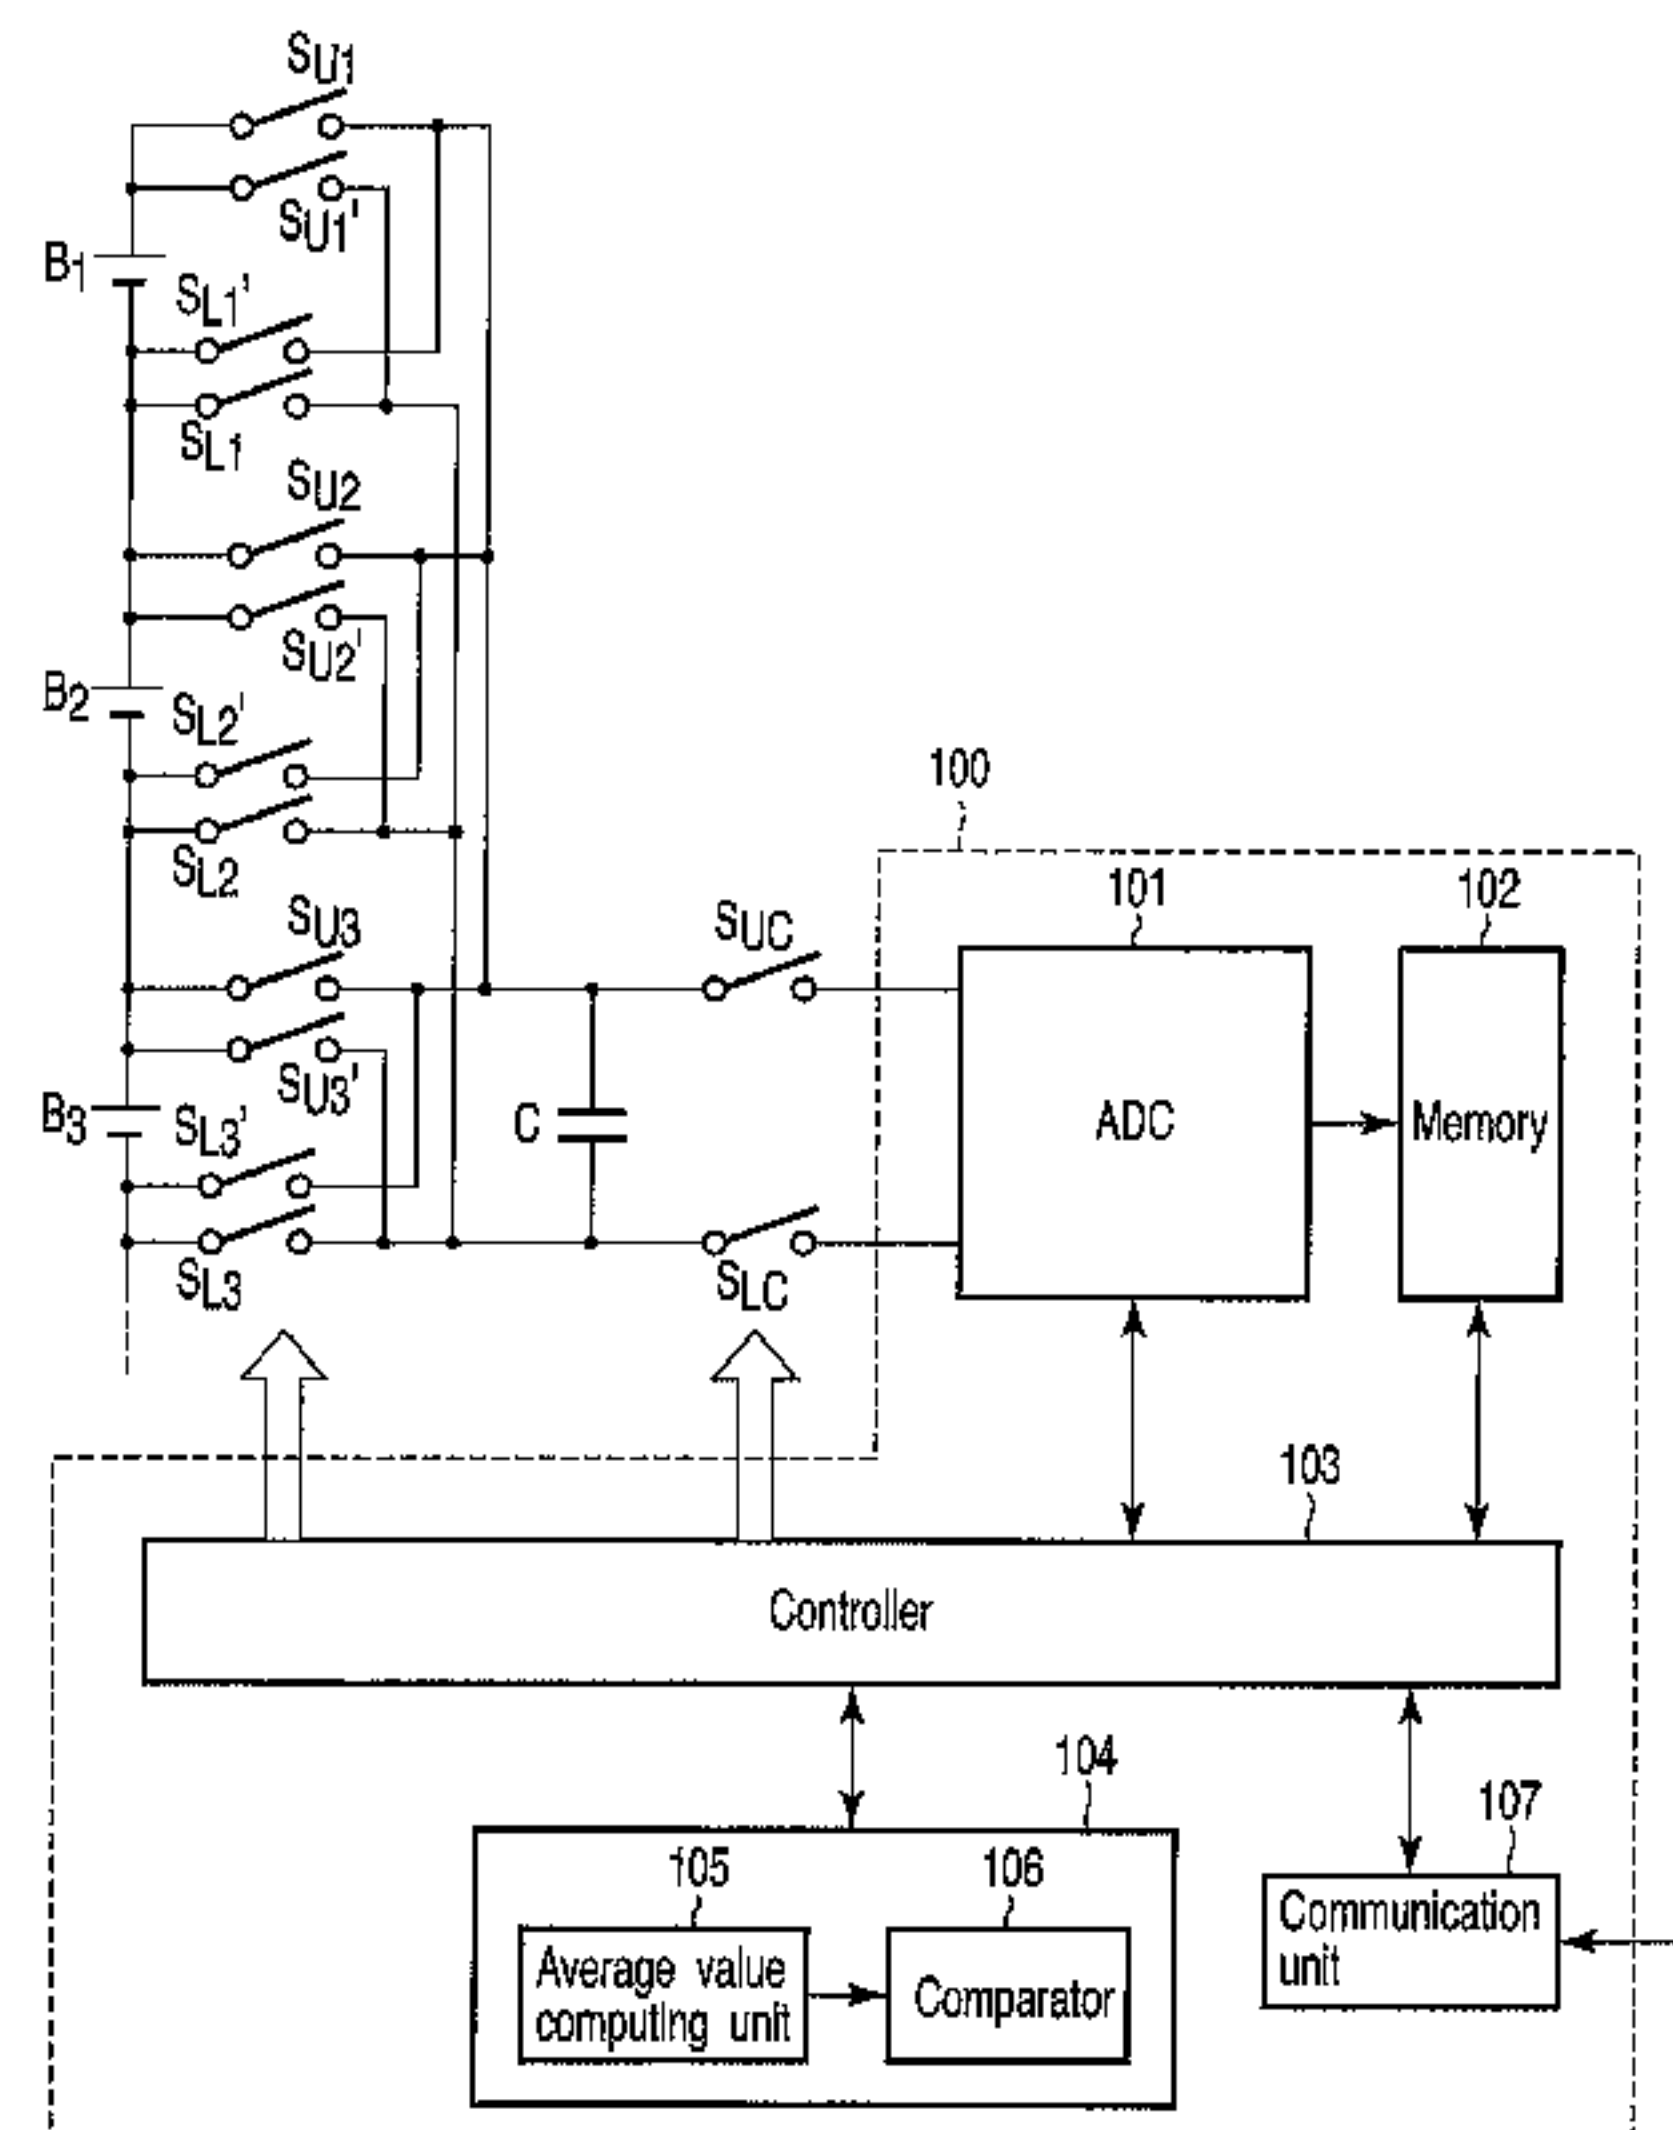 SU1
SU1'
B1
SL1'
SL1
SU2
SU2'
B2
SL2'
SL2
100
101
102
SU3
SUC
SU3'
B3
SL3'
C
ADC
Memory
SL3
SLC
103
Controller
104
107
105
106
Communication
unit
Average value
computing unit
Comparator